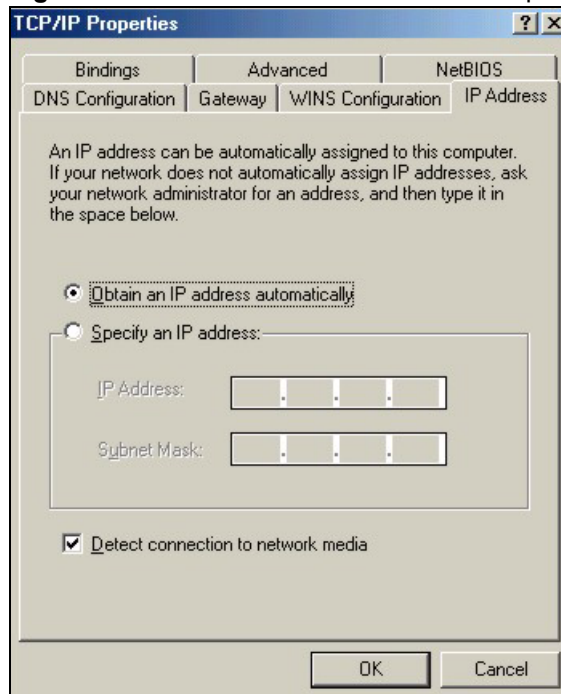 TCP/IP Properties
? ×
Bindings Advanced NetBIOS
DNS Configuration Gateway WINS Configuration IP Address
An IP address can be automatically assigned to this computer.
If your network does not automatically assign IP addresses, ask
your network administrator for an address, and then type it in
the space below.
Obtain an IP address automatically
Specify an IP address:
IP Address: . . .
Subnet Mask: . . .
Detect connection to network media
OK Cancel